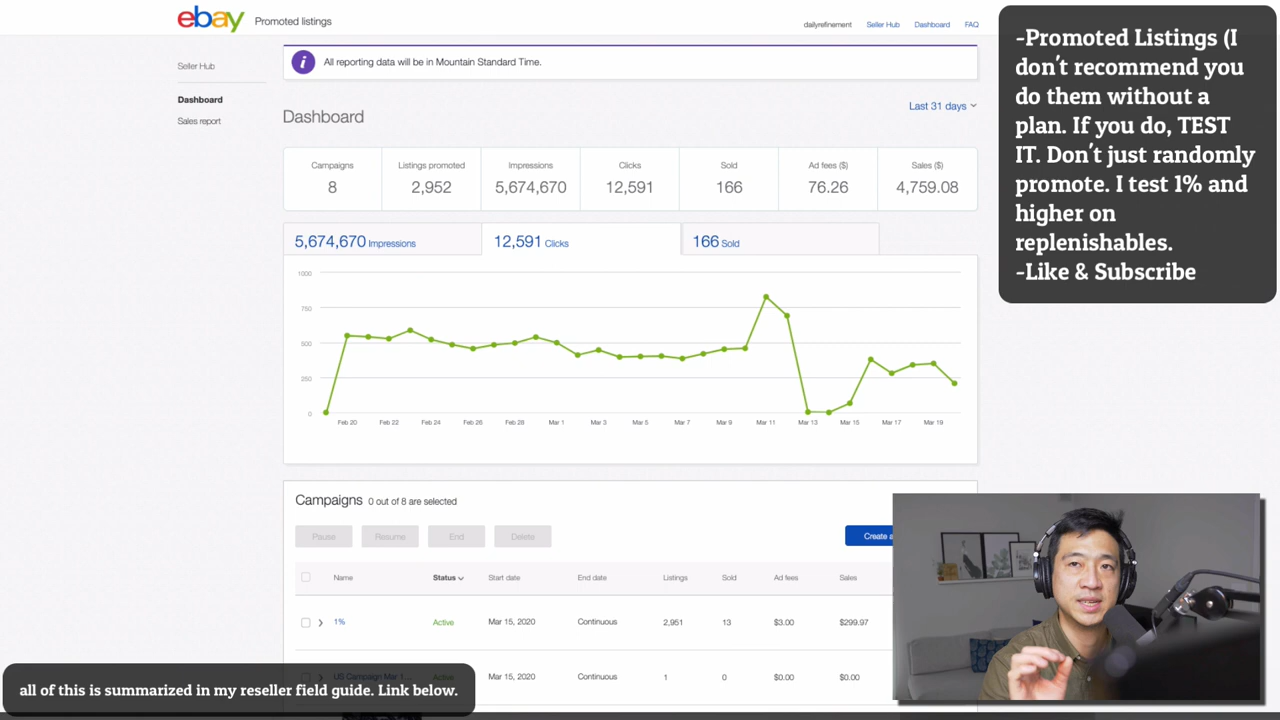 ebay
Promoted listings
dailyrefinement Seller Hub Dashboard FAQ
Seller Hub
Dashboard
Sales report
i All reporting data will be in Mountain Standard Time.
Dashboard
Last 31 days
Campaigns Listings promoted Impressions Clicks Sold Ad fees ($) Sales ($)
8 2,952 5,674,670 12,591 166 76.26 4,759.08
5,674,670 Impressions 12,591 Clicks 166 Sold
1000
750
500
250
0
Feb 20 Feb 22 Feb 24 Feb 26 Feb 28 Mar 1 Mar 3 Mar 5 Mar 7 Mar 9 Mar 11 Mar 13 Mar 15 Mar 17 Mar 19
Campaigns 0 out of 8 are selected
Pause Resume End Delete
Create a
Name Status Start date End date Listings Sold Ad fees Sales
1% Active Mar 15, 2020 Continuous 2,951 13 $3.00 $299.97
US Campaign Mar 1... Active Mar 15, 2020 Continuous 1 0 $0.00 $0.00
-Promoted Listings (I
don't recommend you
do them without a
plan. If you do, TEST
IT. Don't just randomly
promote. I test 1% and
higher on
replenishables.
-Like & Subscribe
all of this is summarized in my reseller field guide. Link below.